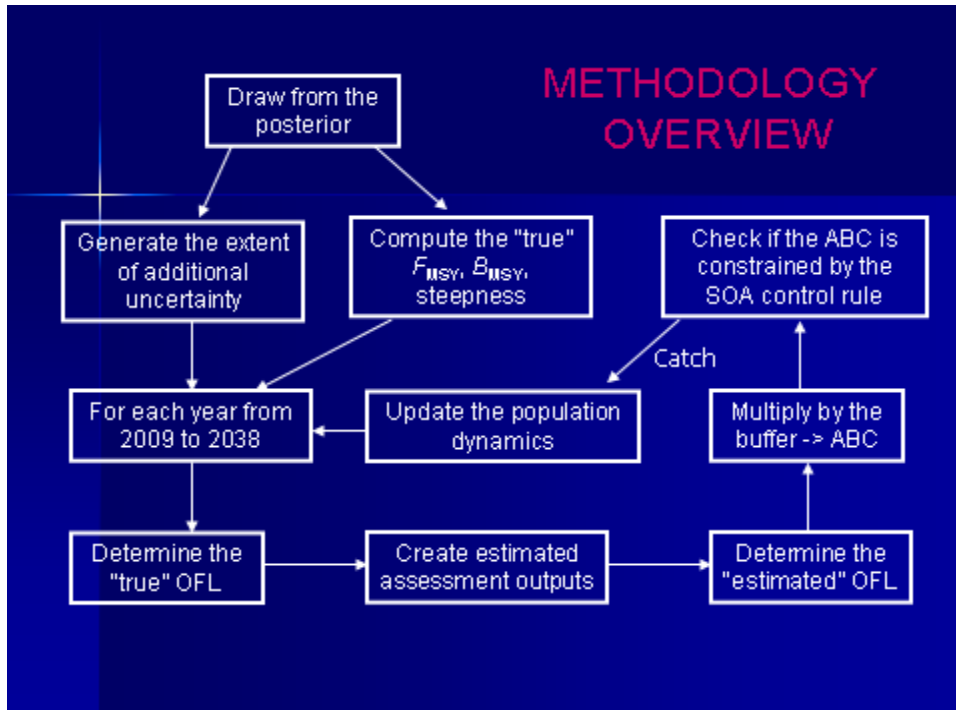 METHODOLOGY
OVERVIEW
Draw from the
posterior
Generate the extent
of additional
uncertainty
Compute the "true"
FMSY, BMSY,
steepness
Check if the ABC is
constrained by the
SOA control rule
Catch
For each year from
2009 to 2038
Update the population
dynamics
Multiply by the
buffer -> ABC
Determine the
"true" OFL
Create estimated
assessment outputs
Determine the
"estimated" OFL